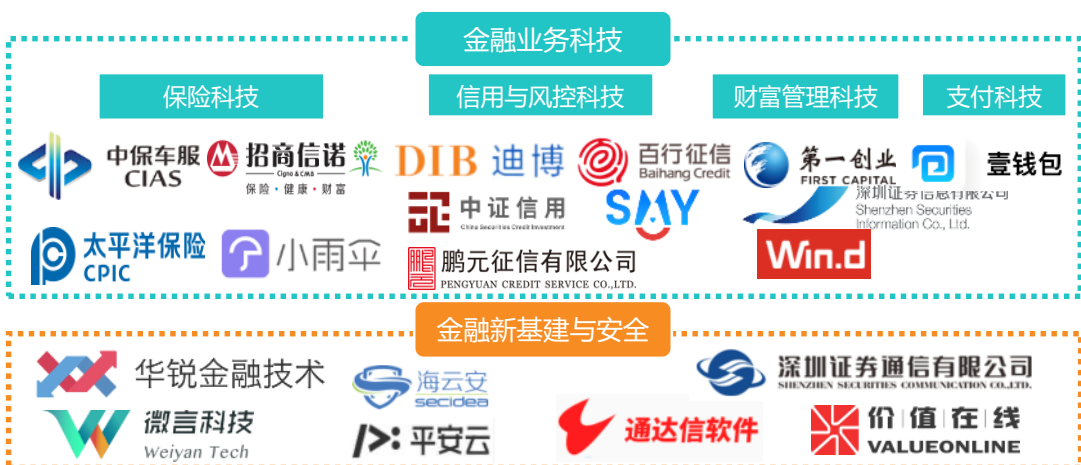 金融业务科技
保险科技
信用与风控科技
财富管理科技
支付科技
中保车服
CIAS
招商信诺
Cigna & CMB
保险·健康·财富
DIB 迪博
百行征信
Baihang Credit
第一创业
FIRST CAPITAL
壹钱包
中证信用
China Securities Credit Investment
SMY
深圳证券信息有限公司
Shenzhen Securities
Information Co., Ltd.
太平洋保险
CPIC
小雨伞
鹏元
鹏元征信有限公司
PENGYUAN CREDIT SERVICE CO.,LTD.
Win.d
金融新基建与安全
华锐金融技术
海云安
secidea
深圳证券通信有限公司
SHENZHEN SECURITIES COMMUNICATION CO.,LTD.
微言科技
Weiyan Tech
平安云
通达信软件
价值在线
VALUEONLINE